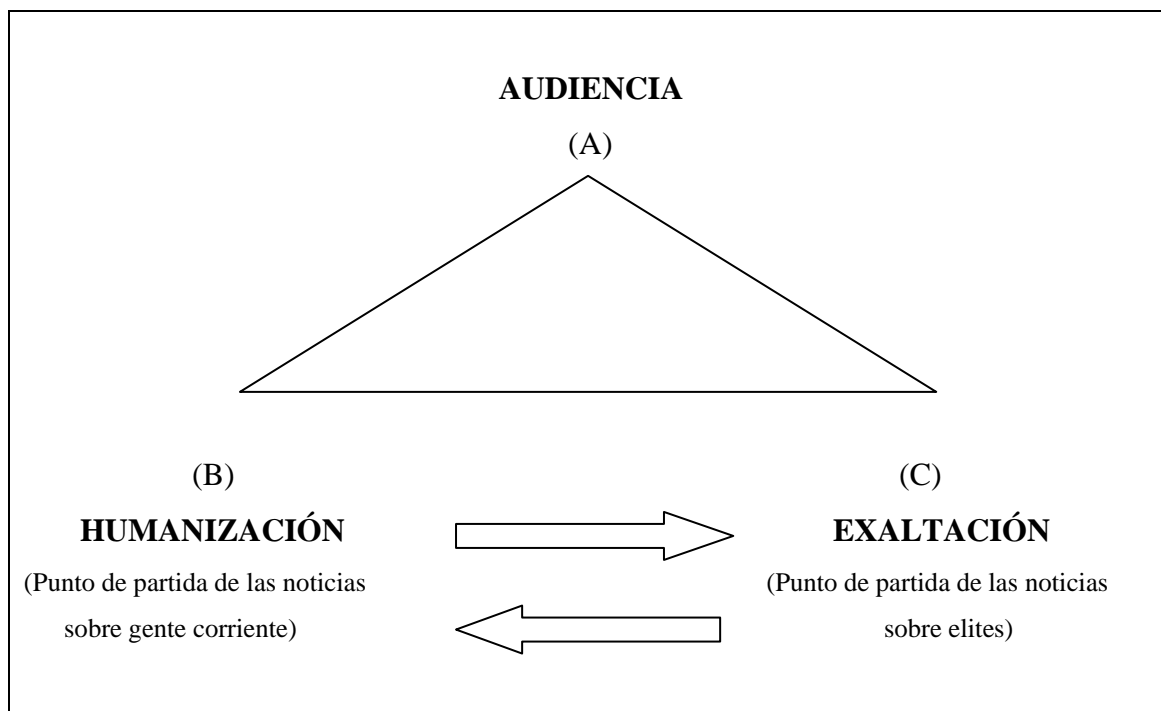 AUDIENCIA
(A)
(B)
HUMANIZACIÓN
(Punto de partida de las noticias
sobre gente corriente)
(C)
EXALTACIÓN
(Punto de partida de las noticias
sobre elites)